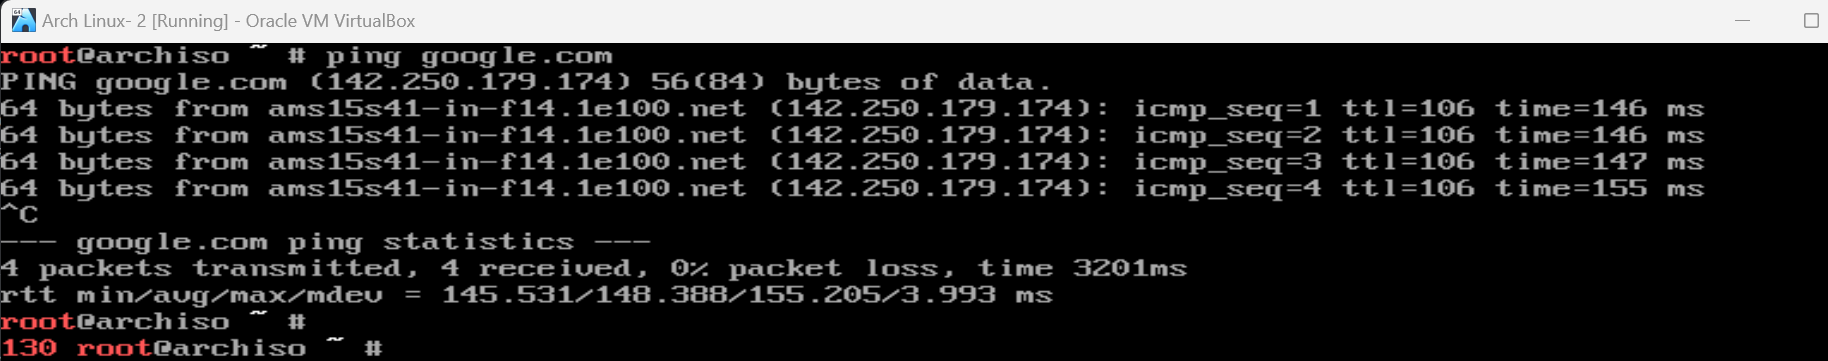 Arch Linux- 2 [Running] - Oracle VM VirtualBox
root@archiso ~ # ping google.com
PING google.com (142.250.179.174) 56(84) bytes of data.
64 bytes from ams15s41-in-f14.1e100.net (142.250.179.174): icmp_seq=1 ttl=106 time=146 ms
64 bytes from ams15s41-in-f14.1e100.net (142.250.179.174): icmp_seq=2 ttl=106 time=146 ms
64 bytes from ams15s41-in-f14.1e100.net (142.250.179.174): icmp_seq=3 ttl=106 time=147 ms
64 bytes from ams15s41-in-f14.1e100.net (142.250.179.174): icmp_seq=4 ttl=106 time=155 ms
^C
--- google.com ping statistics ---
4 packets transmitted, 4 received, 0% packet loss, time 3201ms
rtt min/avg/max/mdev = 145.531/148.388/155.205/3.993 ms
root@archiso ~ #
130 root@archiso ~ #